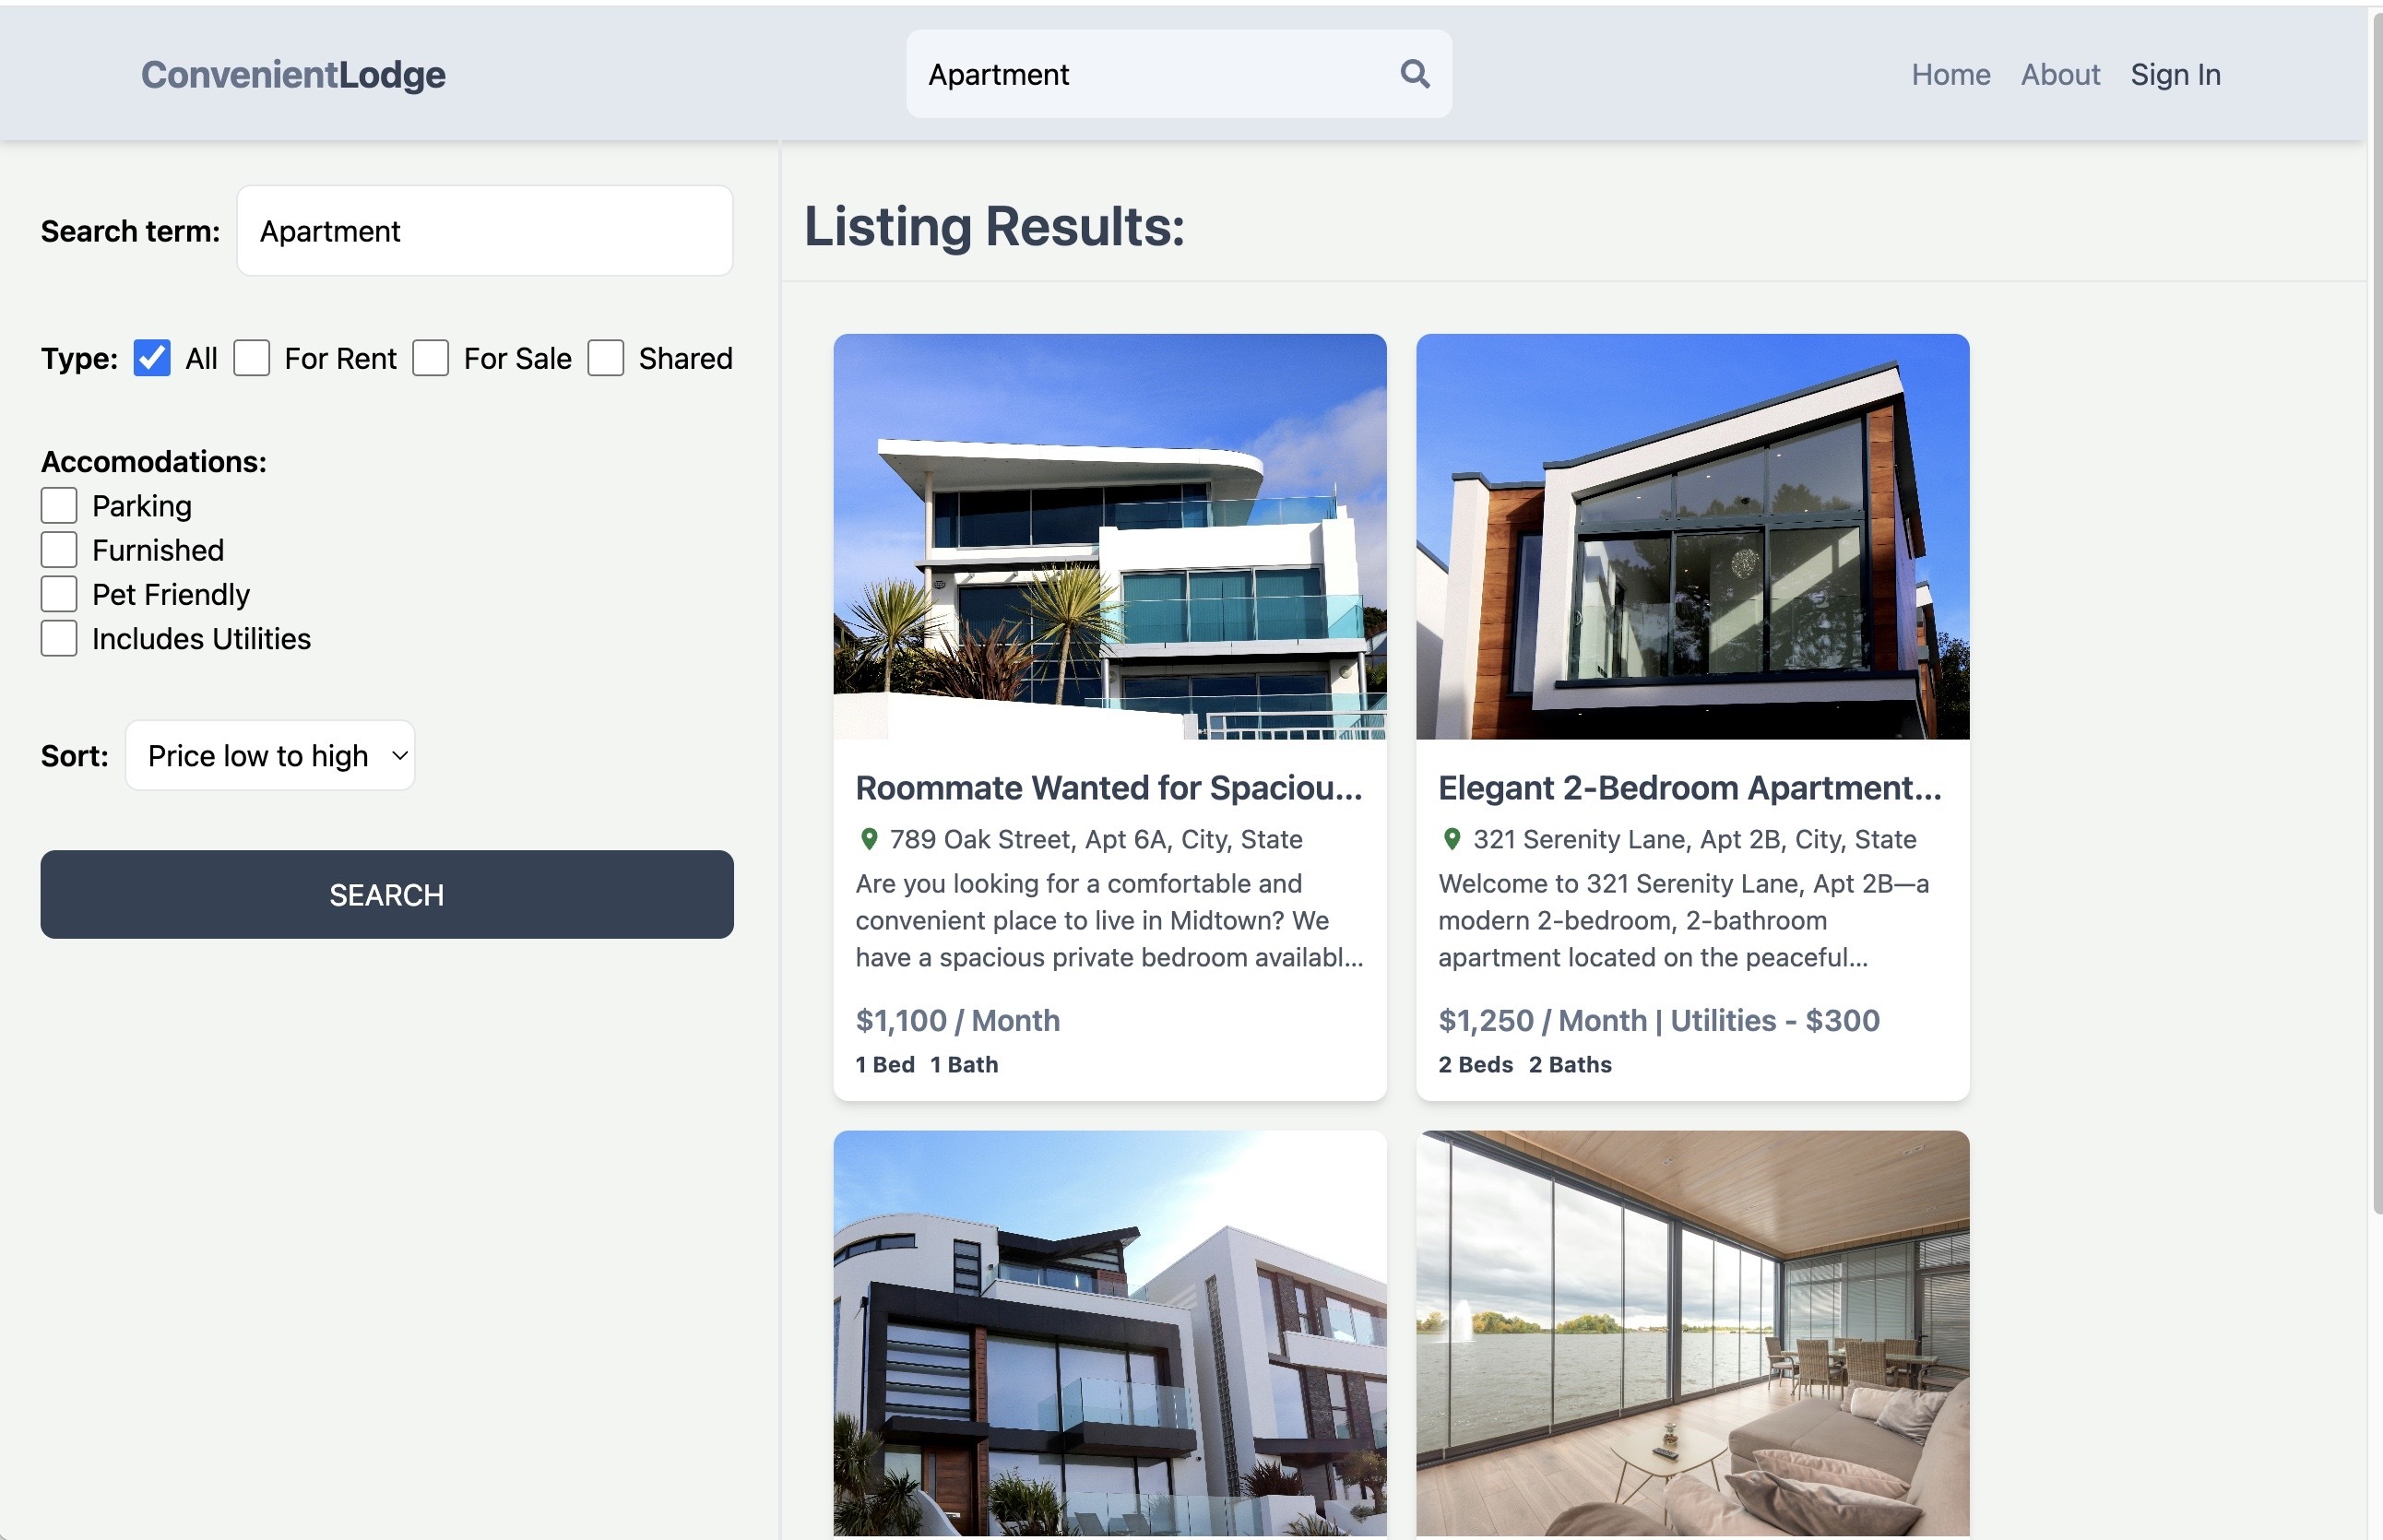 ConvenientLodge
Apartment
Home About Sign In
Search term: Apartment
Type: All For Rent For Sale Shared
Accomodations:
Parking
Furnished
Pet Friendly
Includes Utilities
Sort: Price low to high
SEARCH
Listing Results:
Roommate Wanted for Spaciou...
789 Oak Street, Apt 6A, City, State
Are you looking for a comfortable and
convenient place to live in Midtown? We
have a spacious private bedroom availabl...
$1,100 / Month
1 Bed 1 Bath
Elegant 2-Bedroom Apartment...
321 Serenity Lane, Apt 2B, City, State
Welcome to 321 Serenity Lane, Apt 2B—a
modern 2-bedroom, 2-bathroom
apartment located on the peaceful...
$1,250 / Month | Utilities - $300
2 Beds 2 Baths